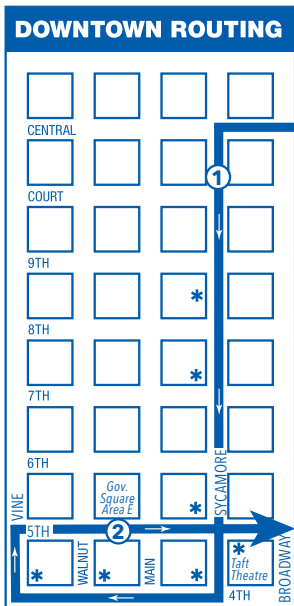 DOWNTOWN ROUTING
CENTRAL
1
COURT
9TH
*
8TH
*
7TH
SYCAMORE
6TH
VINE
Gov.
Square
Area E
*
5TH
2
BROADWAY
WALNUT
MAIN
*
*
*
*
Taft
Theatre
4TH